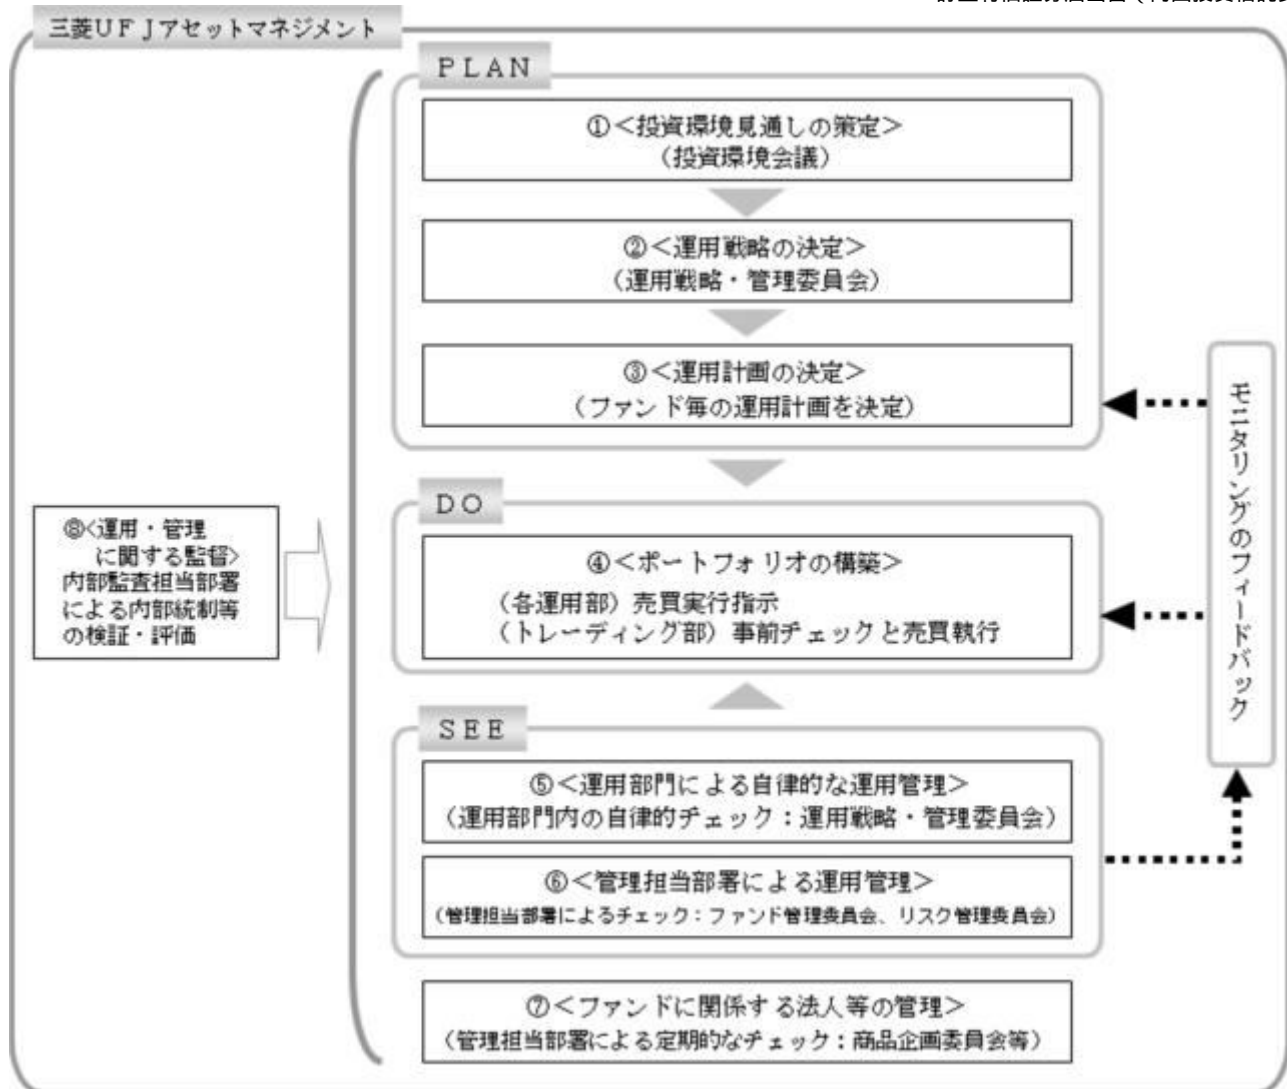 三菱ＵＦＪアセットマネジメント
ＰＬＡＮ
①＜投資環境見通しの策定＞
（投資環境会議）
②＜運用戦略の決定＞
（運用戦略・管理委員会）
③＜運用計画の決定＞
（ファンド毎の運用計画を決定）
ＤＯ
④＜ポートフォリオの構築＞
（各運用部）売買実行指示
（トレーディング部）事前チェックと売買執行
ＳＥＥ
⑤＜運用部門による自律的な運用管理＞
（運用部門内の自律的チェック：運用戦略・管理委員会）
⑥＜管理担当部署による運用管理＞
（管理担当部署によるチェック：ファンド管理委員会、リスク管理委員会）
⑦＜ファンドに関係する法人等の管理＞
（管理担当部署による定期的なチェック：商品企画委員会等）
⑧＜運用・管理
に関する監督＞
内部監査担当部署
による内部統制等
の検証・評価
モニタリングのフィードバック